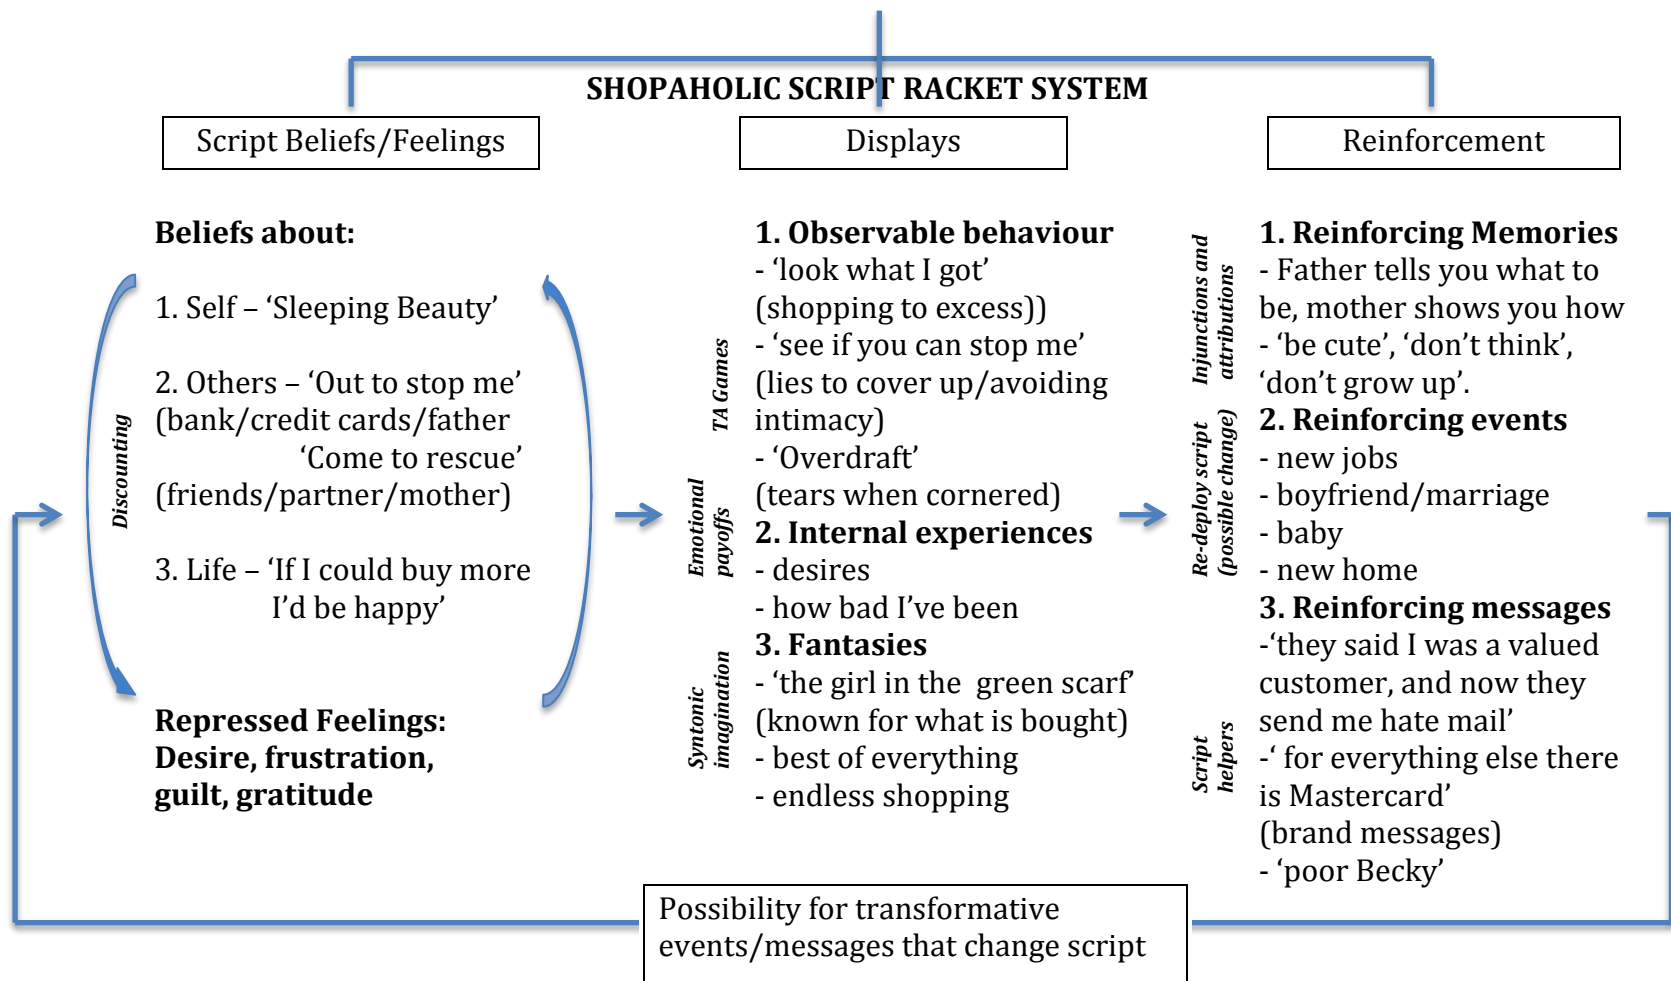 SHOPAHOLIC SCRIPT RACKET SYSTEM
Script Beliefs/Feelings
Beliefs about:
1. Self – ‘Sleeping Beauty’
2. Others – ‘Out to stop me’
(bank/credit cards/father
‘Come to rescue’
(friends/partner/mother)
3. Life – ‘If I could buy more
I’d be happy’
Discounting
Repressed Feelings:
Desire, frustration,
guilt, gratitude
Displays
1. Observable behaviour
- ‘look what I got’
(shopping to excess))
- ‘see if you can stop me’
(lies to cover up/avoiding
intimacy)
- ‘Overdraft’
(tears when cornered)
2. Internal experiences
- desires
- how bad I’ve been
3. Fantasies
- ‘the girl in the  green scarf’
(known for what is bought)
- best of everything
- endless shopping
TA Games
Emotional
payoffs
Syntonic
imagination
Reinforcement
1. Reinforcing Memories
- Father tells you what to
be, mother shows you how
- ‘be cute’, ‘don’t think’,
‘don’t grow up’.
2. Reinforcing events
- new jobs
- boyfriend/marriage
- baby
- new home
3. Reinforcing messages
-‘they said I was a valued
customer, and now they
send me hate mail’
-‘ for everything else there
is Mastercard’
(brand messages)
- ‘poor Becky’
Injunctions and
attributions
Re-deploy script
(possible change)
Script
helpers
Possibility for transformative
events/messages that change script